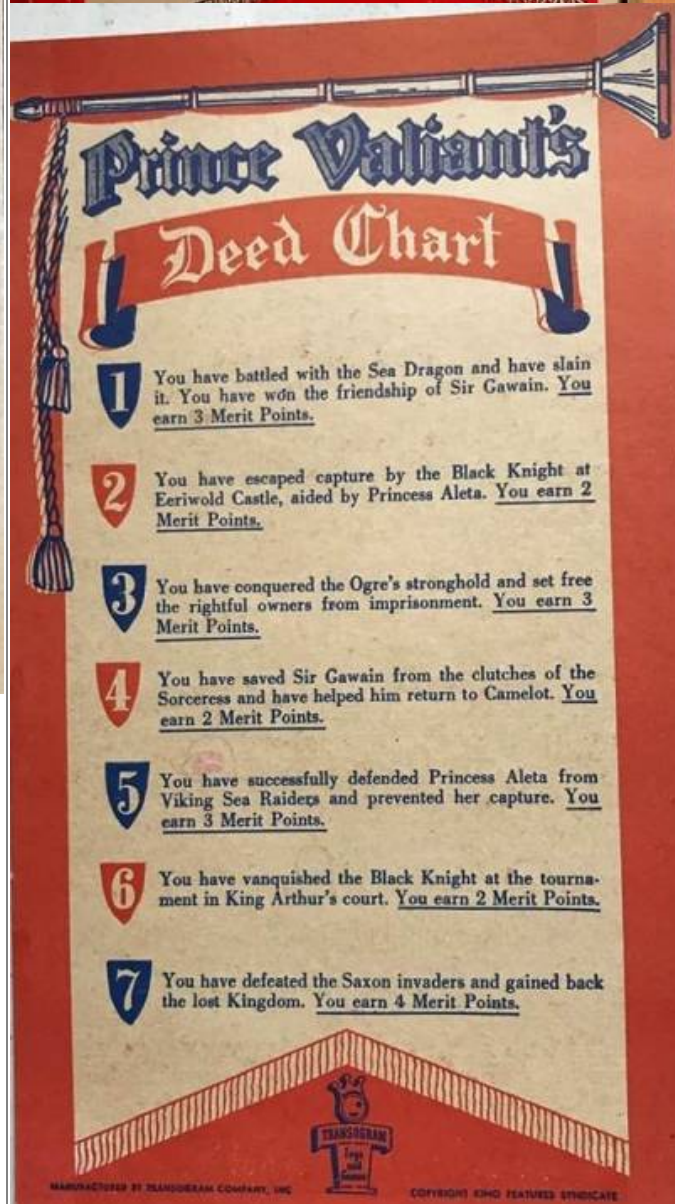 Prince Valiant's
Deed Chart
1
You have battled with the Sea Dragon and have slain
it. You have won the friendship of Sir Gawain. You
earn 3 Merit Points.
2
You have escaped capture by the Black Knight at
Eeriwold Castle, aided by Princess Aleta. You earn 2
Merit Points.
3
You have conquered the Ogre's stronghold and set free
the rightful owners from imprisonment. You earn 3
Merit Points.
4
You have saved Sir Gawain from the clutches of the
Sorceress and have helped him return to Camelot. You
earn 2 Merit Points.
5
You have successfully defended Princess Aleta from
Viking Sea Raiders and prevented her capture. You
earn 3 Merit Points.
6
You have vanquished the Black Knight at the tourna-
ment in King Arthur's court. You earn 2 Merit Points.
7
You have defeated the Saxon invaders and gained back
the lost Kingdom. You earn 4 Merit Points.
TRANSOGRAM
Toys
and
Games
MANUFACTURED BY TRANSOGRAM COMPANY, INC
COPYRIGHT KING FEATURES SYNDICATE